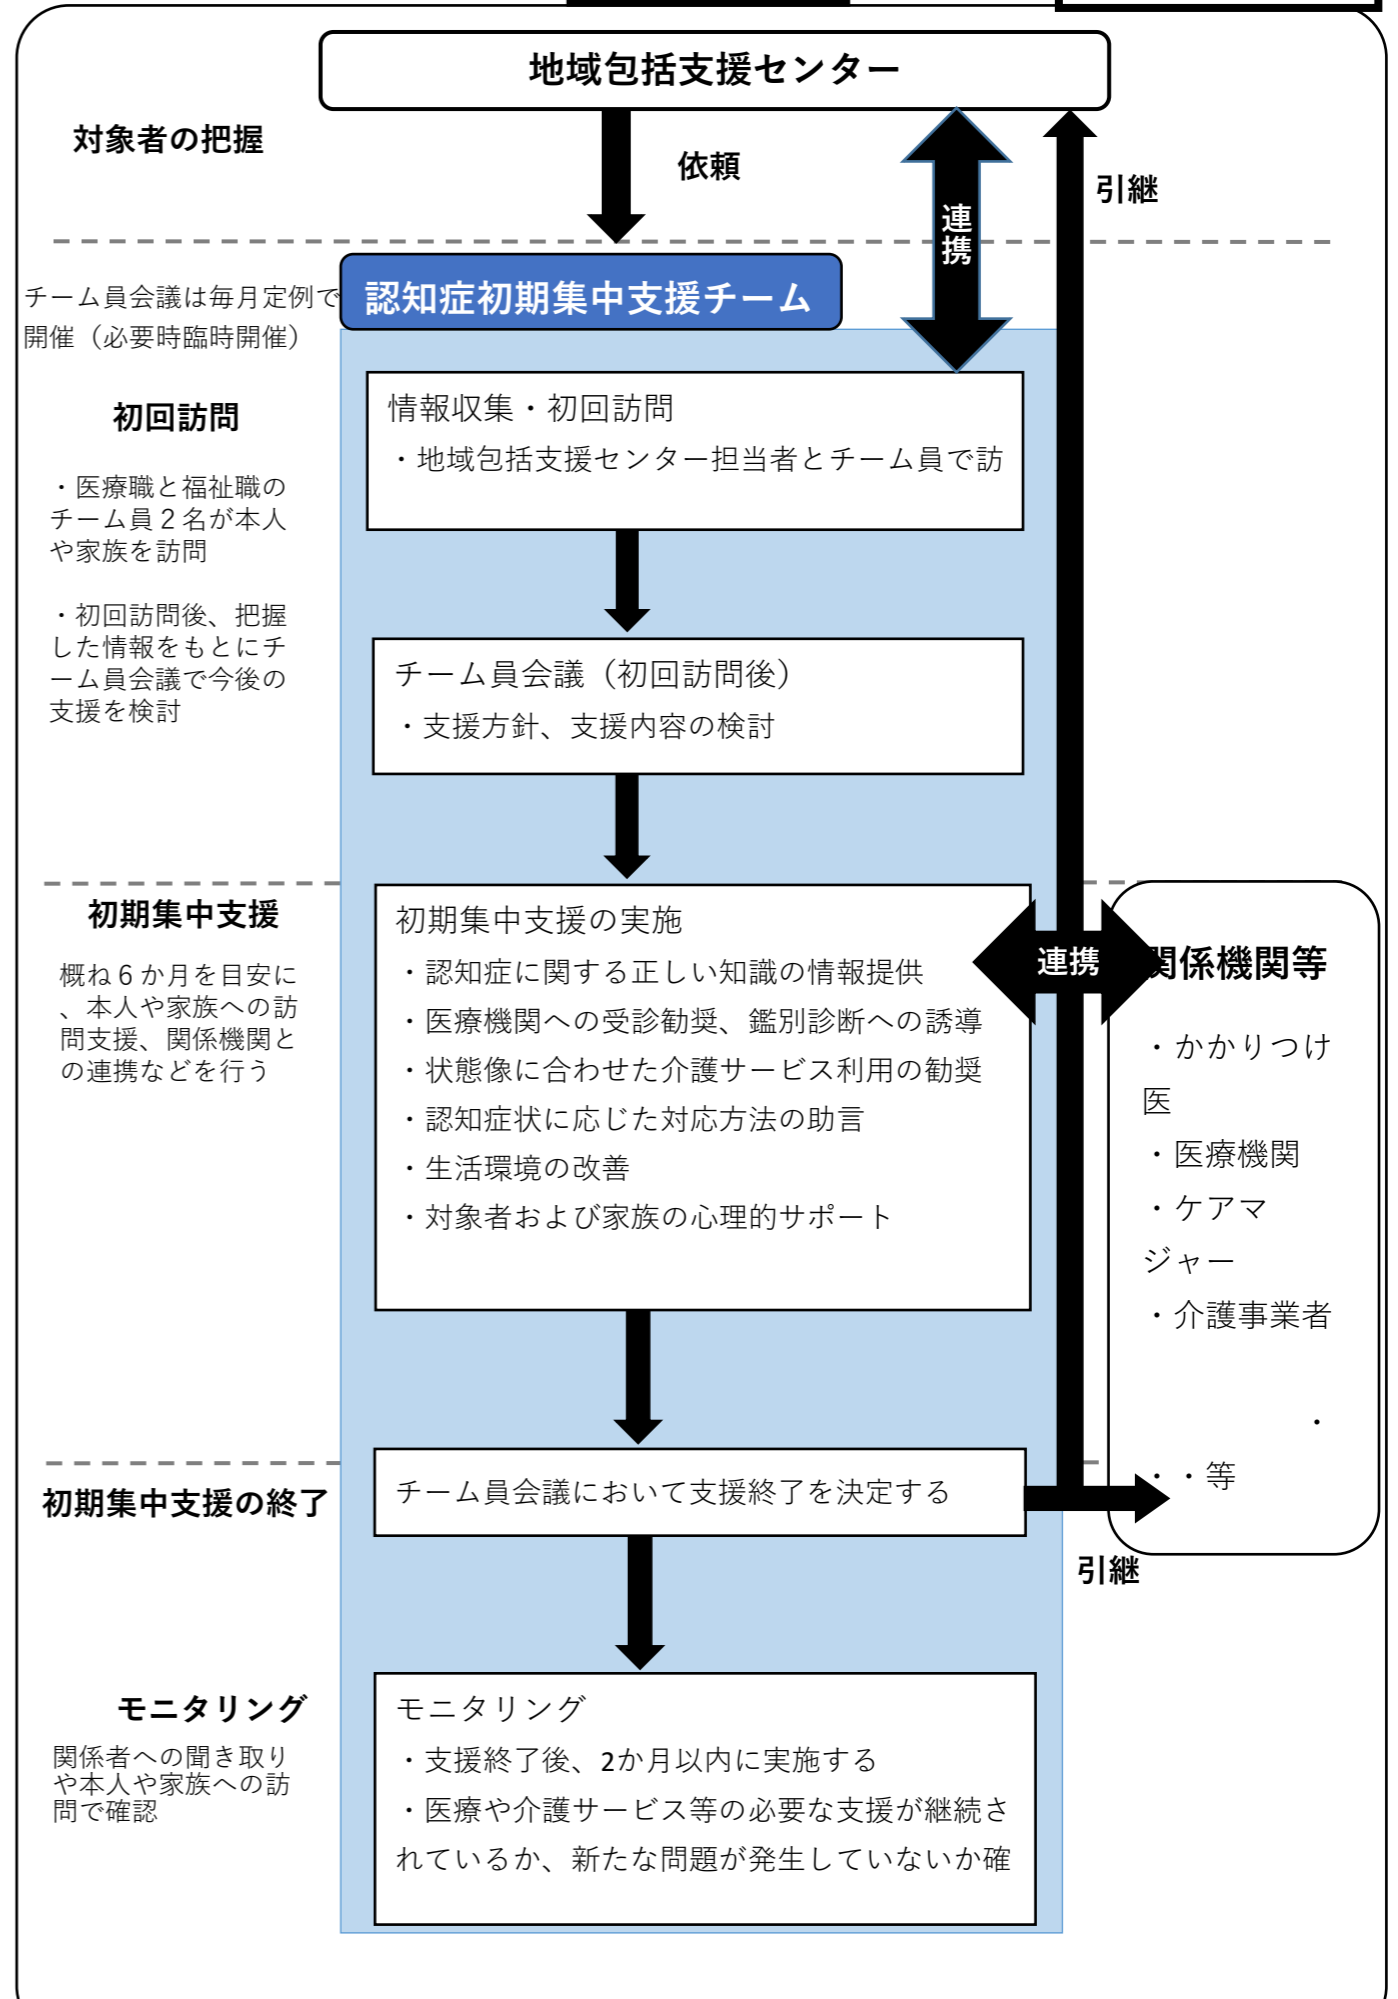 地域包括支援センター
対象者の把握
依頼
連携
引継
チーム員会議は毎月定例で
開催（必要時臨時開催）
認知症初期集中支援チーム
初回訪問
・医療職と福祉職の
チーム員２名が本人
や家族を訪問
・初回訪問後、把握
した情報をもとにチ
ーム員会議で今後の
支援を検討
情報収集・初回訪問
・地域包括支援センター担当者とチーム員で訪
チーム員会議（初回訪問後）
・支援方針、支援内容の検討
初期集中支援
概ね６か月を目安に
、本人や家族への訪
問支援、関係機関と
の連携などを行う
初期集中支援の実施
・認知症に関する正しい知識の情報提供
・医療機関への受診勧奨、鑑別診断への誘導
・状態像に合わせた介護サービス利用の勧奨
・認知症状に応じた対応方法の助言
・生活環境の改善
・対象者および家族の心理的サポート
連携
関係機関等
・かかりつけ
医
・医療機関
・ケアマ
ジャー
・介護事業者
・
・・等
初期集中支援の終了
チーム員会議において支援終了を決定する
引継
モニタリング
関係者への聞き取り
や本人や家族への訪
問で確認
モニタリング
・支援終了後、2か月以内に実施する
・医療や介護サービス等の必要な支援が継続さ
れているか、新たな問題が発生していないか確